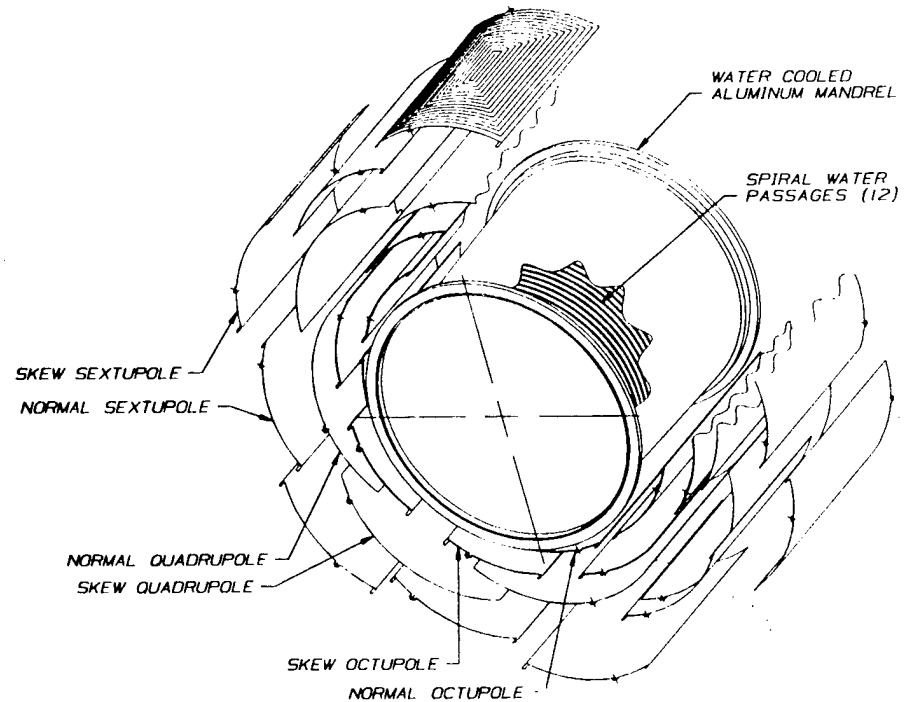 WATER COOLED
ALUMINUM MANDREL
SPIRAL WATER
PASSAGES (12)
SKEW SEXTUPOLE
NORMAL SEXTUPOLE
NORMAL QUADRUPOLE
SKEW QUADRUPOLE
SKEW OCTUPOLE
NORMAL OCTUPOLE